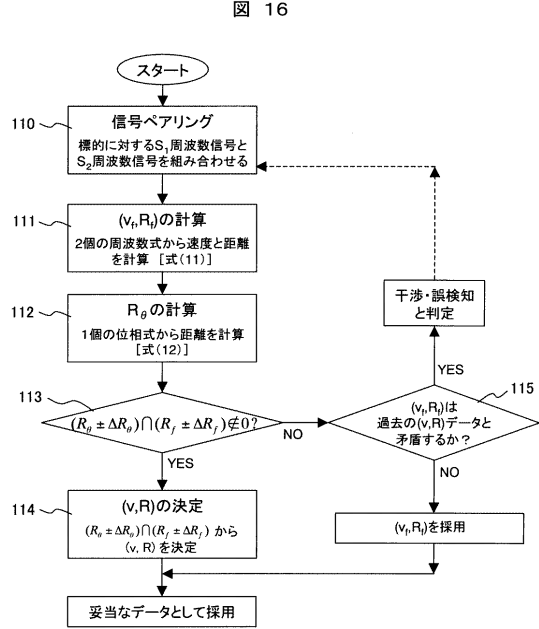 図 16
スタート
110
信号ペアリング
標的に対するS₁周波数信号と
S₂周波数信号を組み合わせる
111
(vf,Rf)の計算
2個の周波数式から速度と距離
を計算 [式(11)]
112
Rθの計算
1個の位相式から距離を計算
[式(12)]
干渉・誤検知
と判定
113
(Rθ ± ΔRθ)∩(Rf ± ΔRf)∉0?
NO
YES
115
(vf,Rf)は
過去の(v,R)データと
矛盾するか?
YES
NO
114
(v,R)の決定
(Rθ ± ΔRθ)∩(Rf ± ΔRf) から
(v, R)を決定
(vf,Rf)を採用
妥当なデータとして採用